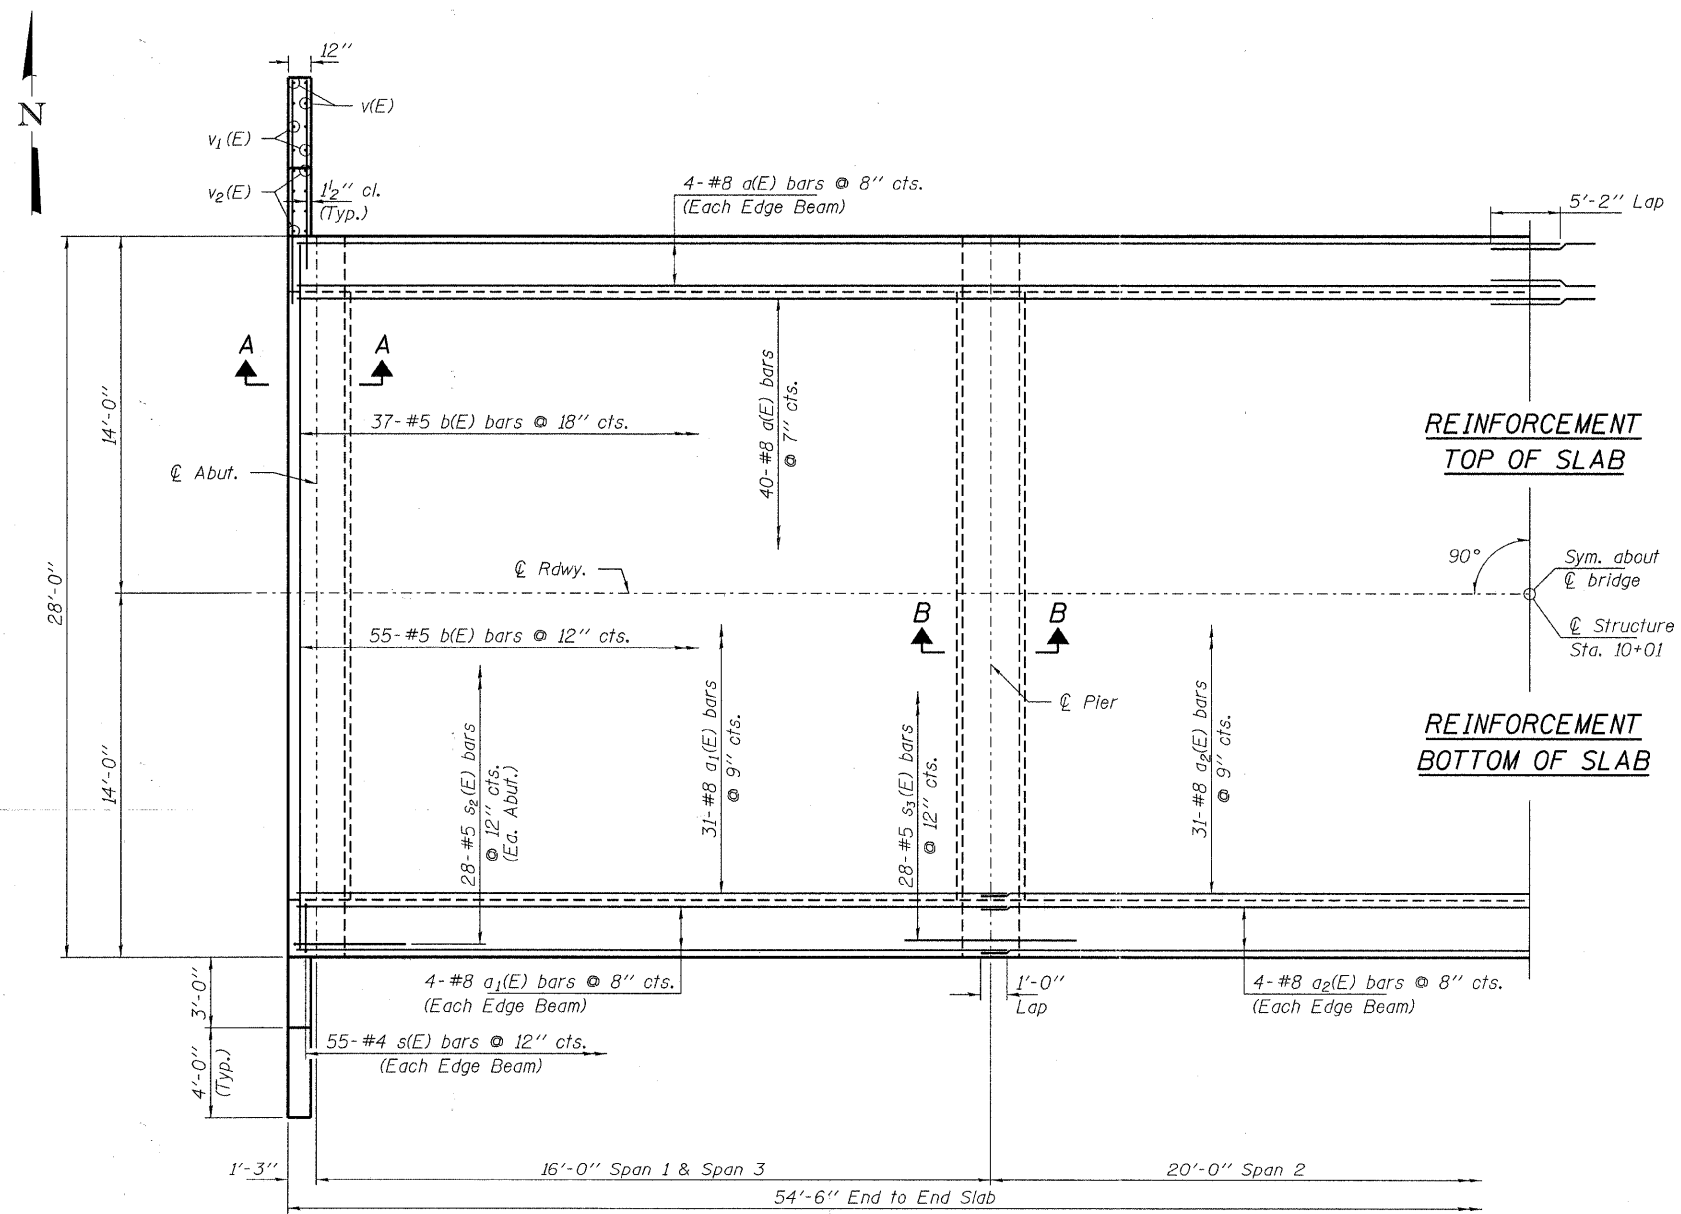 12"
N
v(E)
v₁(E)
v₂(E)
1½" cl.
(Typ.)
4-#8 a(E) bars @ 8" cts.
(Each Edge Beam)
5'-2" Lap
A
A
14'-0"
37-#5 b(E) bars @ 18" cts.
40-#8 a(E) bars
@ 7" cts.
REINFORCEMENT
TOP OF SLAB
℄ Abut.
28'-0"
℄ Rdwy.
90°
Sym. about
℄ bridge
B
B
55-#5 b(E) bars @ 12" cts.
℄ Structure
Sta. 10+01
℄ Pier
14'-0"
28-#5 s₂(E) bars
@ 12" cts.
(Ea. Abut.)
31-#8 a₁(E) bars
@ 9" cts.
28-#5 s₃(E) bars
@ 12" cts.
31-#8 a₂(E) bars
@ 9" cts.
REINFORCEMENT
BOTTOM OF SLAB
3'-0"
4-#8 a₁(E) bars @ 8" cts.
(Each Edge Beam)
1'-0"
Lap
4-#8 a₂(E) bars @ 8" cts.
(Each Edge Beam)
4'-0"
(Typ.)
55-#4 s(E) bars @ 12" cts.
(Each Edge Beam)
1'-3"
16'-0" Span 1 & Span 3
20'-0" Span 2
54'-6" End to End Slab